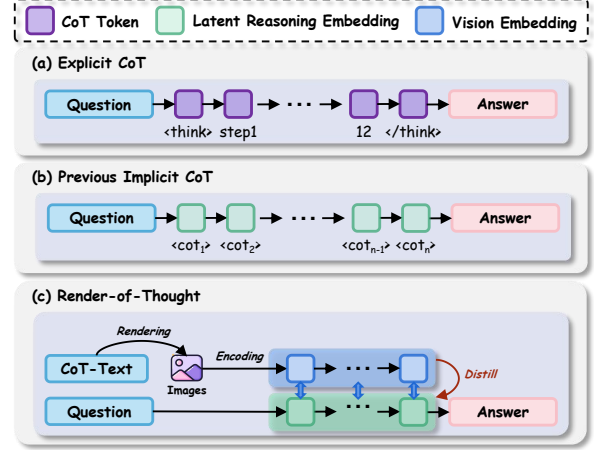 CoT Token Latent Reasoning Embedding Vision Embedding
(a) Explicit CoT
Question ... Answer
<think> step1 12 </think>
(b) Previous Implicit CoT
Question ... Answer
<cot₁> <cot₂> <cotₙ₋₁> <cotₙ>
(c) Render-of-Thought
Rendering
CoT-Text Encoding ...
Images Distill
Question ... Answer